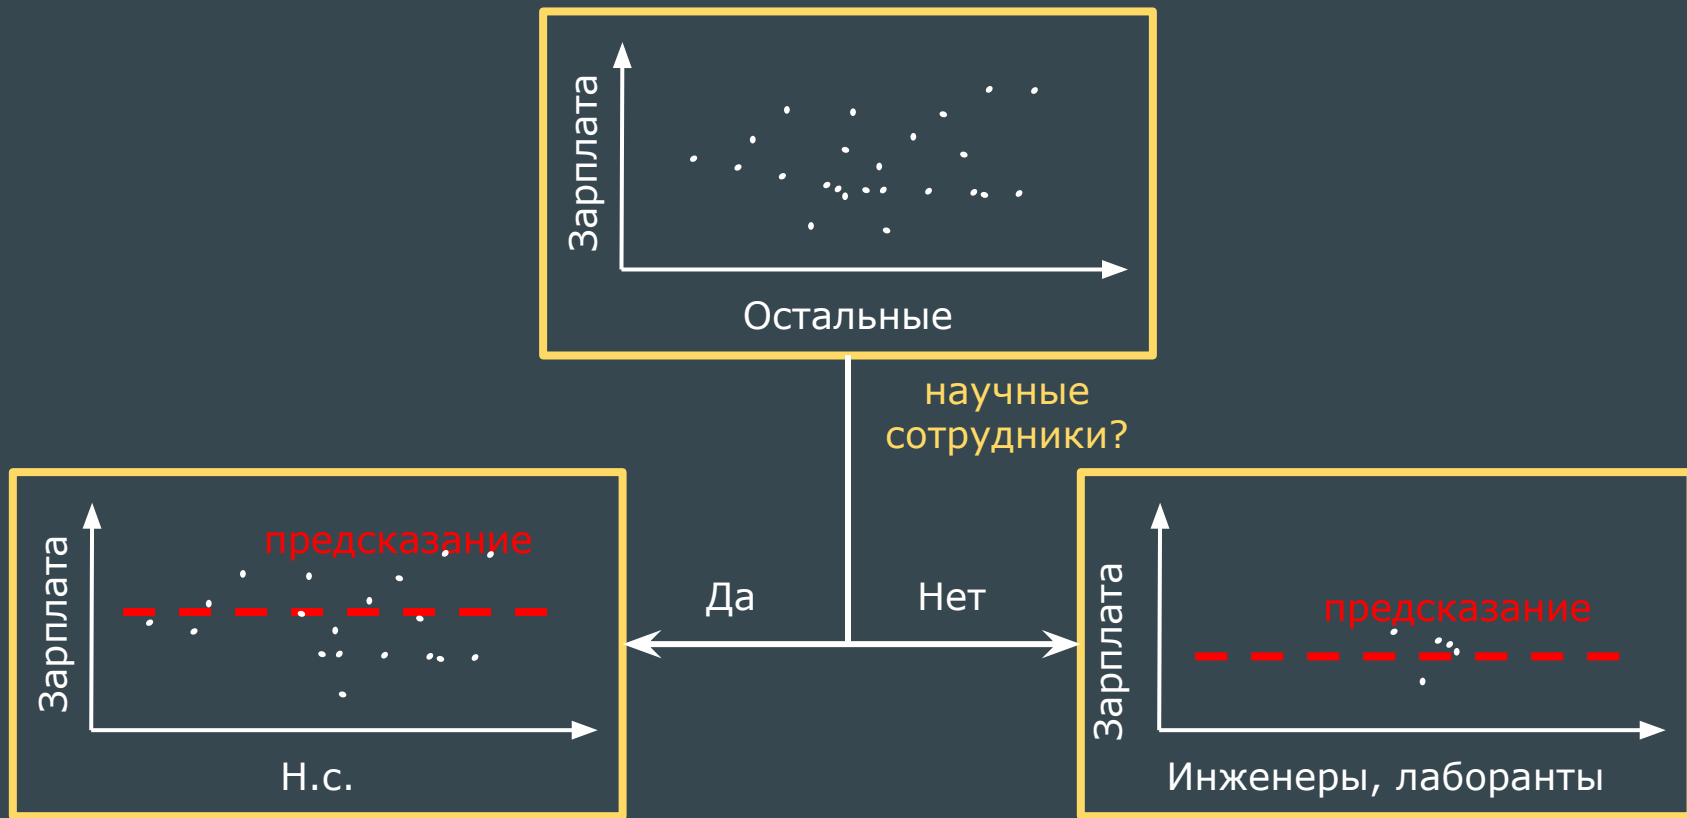 Зарплата
Остальные
научные
сотрудники?
Да
Нет
Зарплата
предсказание
Н.с.
Зарплата
предсказание
Инженеры, лаборанты